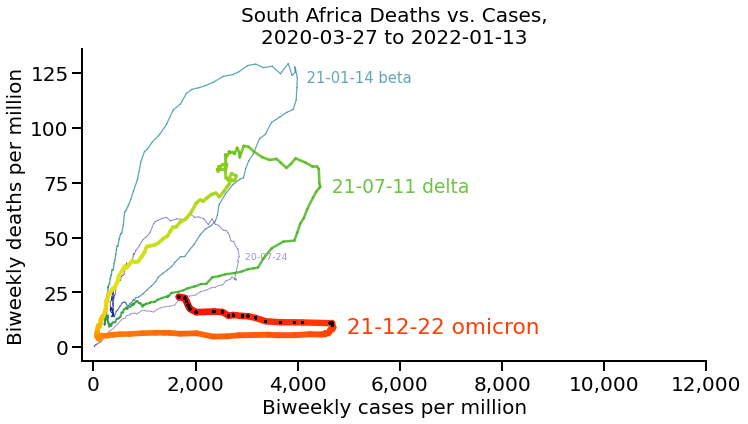 South Africa Deaths vs. Cases,
2020-03-27 to 2022-01-13
125
100
75
50
25
0
Biweekly deaths per million
21-01-14 beta
21-07-11 delta
20-07-24
21-12-22 omicron
0 2,000 4,000 6,000 8,000 10,000 12,000
Biweekly cases per million